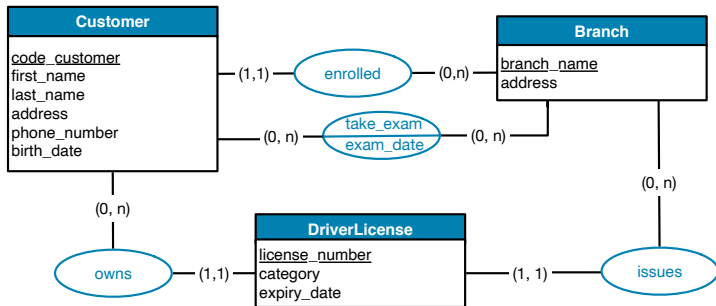 Customer
code_customer
first_name
last_name
address
phone_number
birth_date
Branch
branch_name
address
(1,1)
enrolled
(0,n)
(0, n)
take_exam
exam_date
(0, n)
(0, n)
(0, n)
DriverLicense
license_number
category
expiry_date
owns
(1,1)
(1, 1)
issues